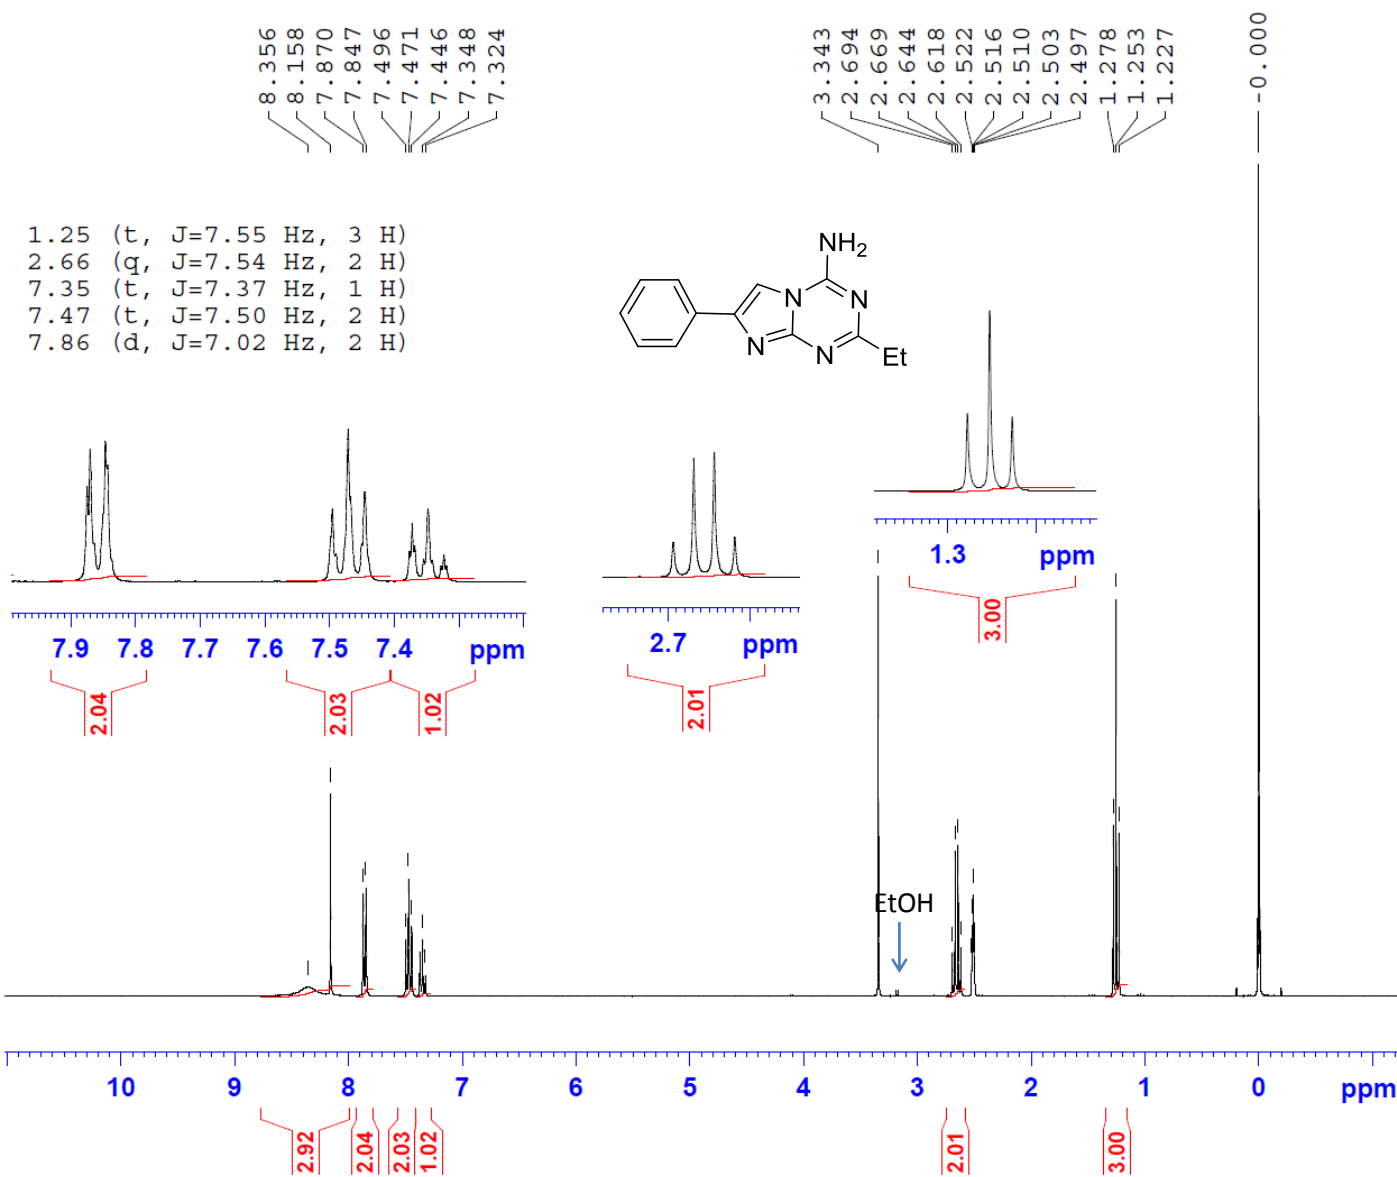 8.356
8.158
7.870
7.847
7.496
7.471
7.446
7.348
7.324
3.343
2.694
2.669
2.644
2.618
2.522
2.516
2.510
2.503
2.497
1.278
1.253
1.227
-0.000
1.25 (t, J=7.55 Hz, 3 H)
2.66 (q, J=7.54 Hz, 2 H)
7.35 (t, J=7.37 Hz, 1 H)
7.47 (t, J=7.50 Hz, 2 H)
7.86 (d, J=7.02 Hz, 2 H)
NH2
N
N
N
N
Et
1.3 ppm
3.00
7.9 7.8 7.7 7.6 7.5 7.4 ppm
2.04
2.03
1.02
2.7 ppm
2.01
EtOH
10 9 8 7 6 5 4 3 2 1 0 ppm
2.92
2.04
2.03
1.02
2.01
3.00